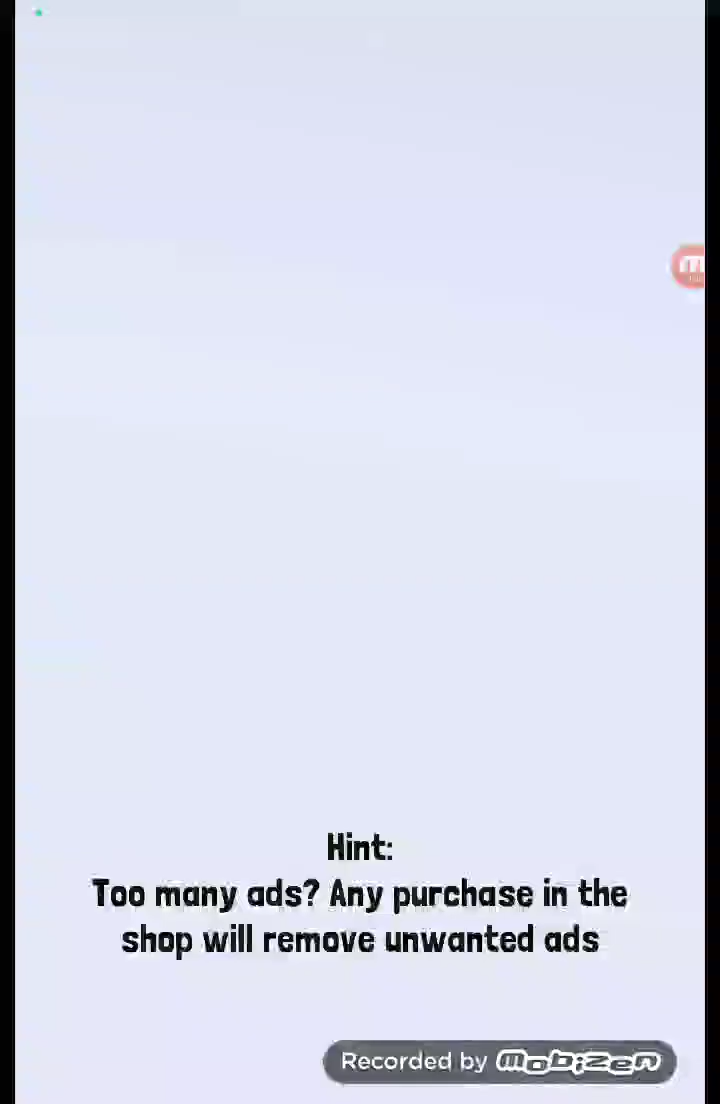 Hint:
Too many ads? Any purchase in the
shop will remove unwanted ads
Recorded by mobizen